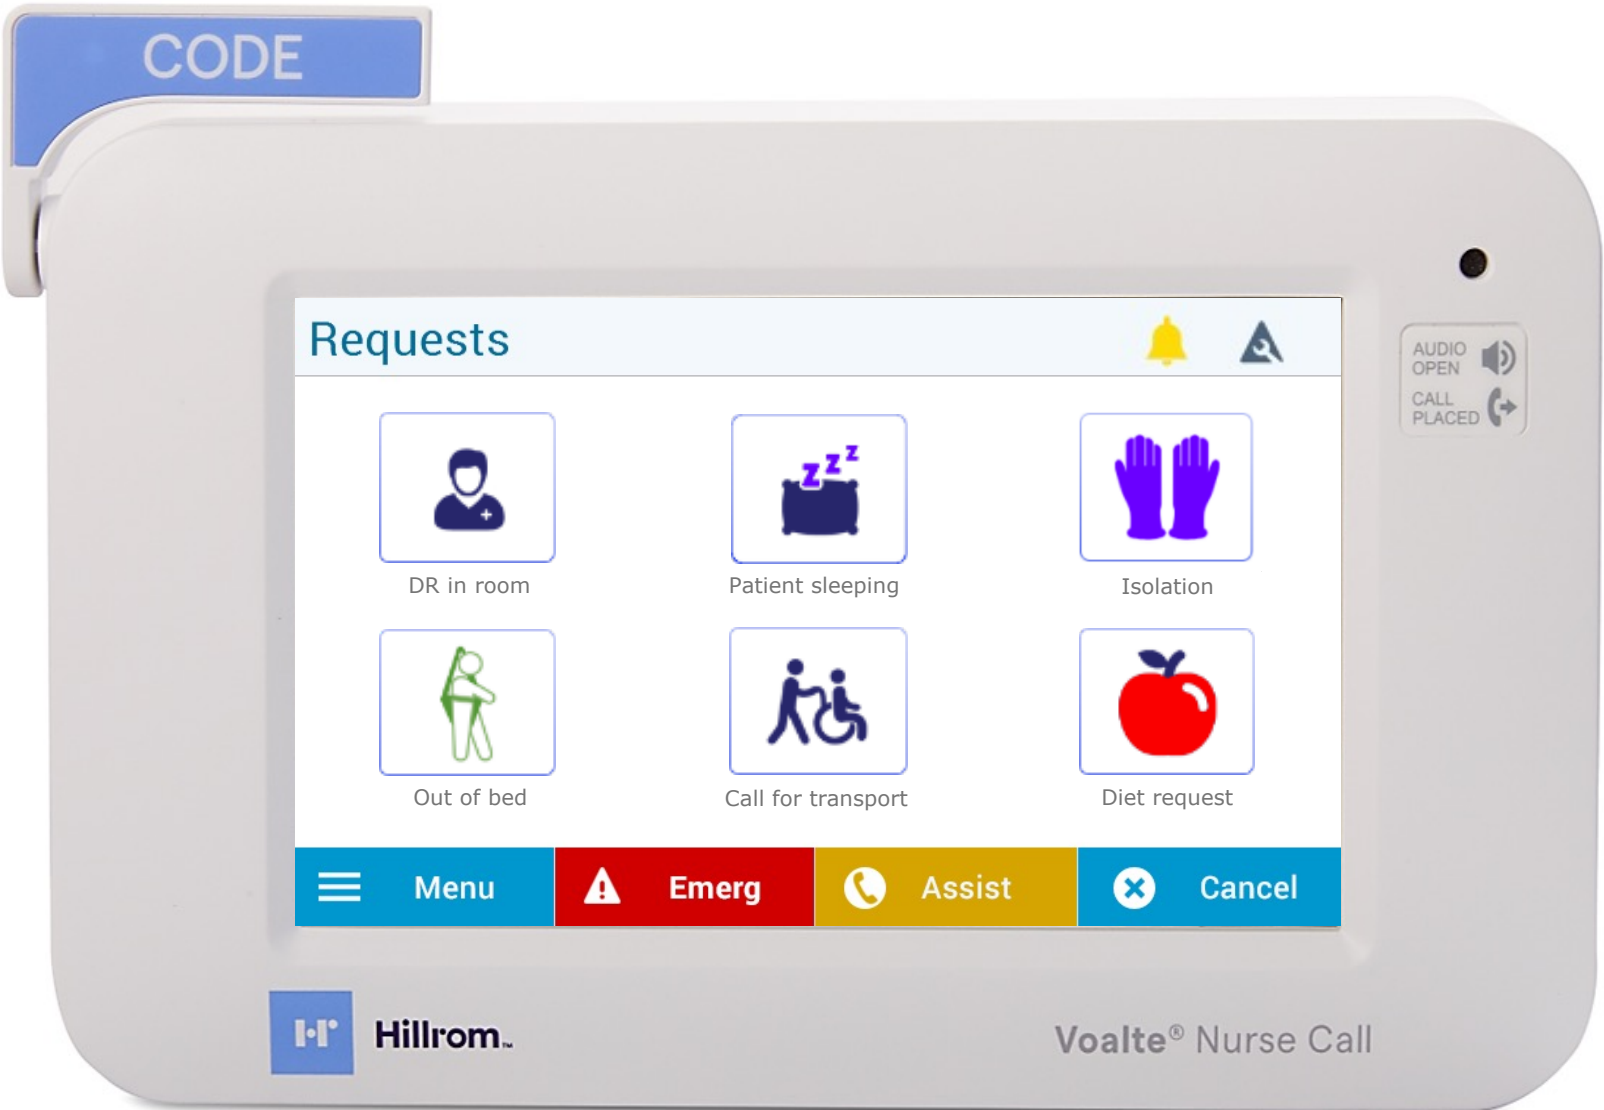 CODE
Requests
AUDIO
OPEN
CALL
PLACED
DR in room
Patient sleeping
Isolation
Out of bed
Call for transport
Diet request
Menu
Emerg
Assist
Cancel
Hillrom™
Voalte® Nurse Call